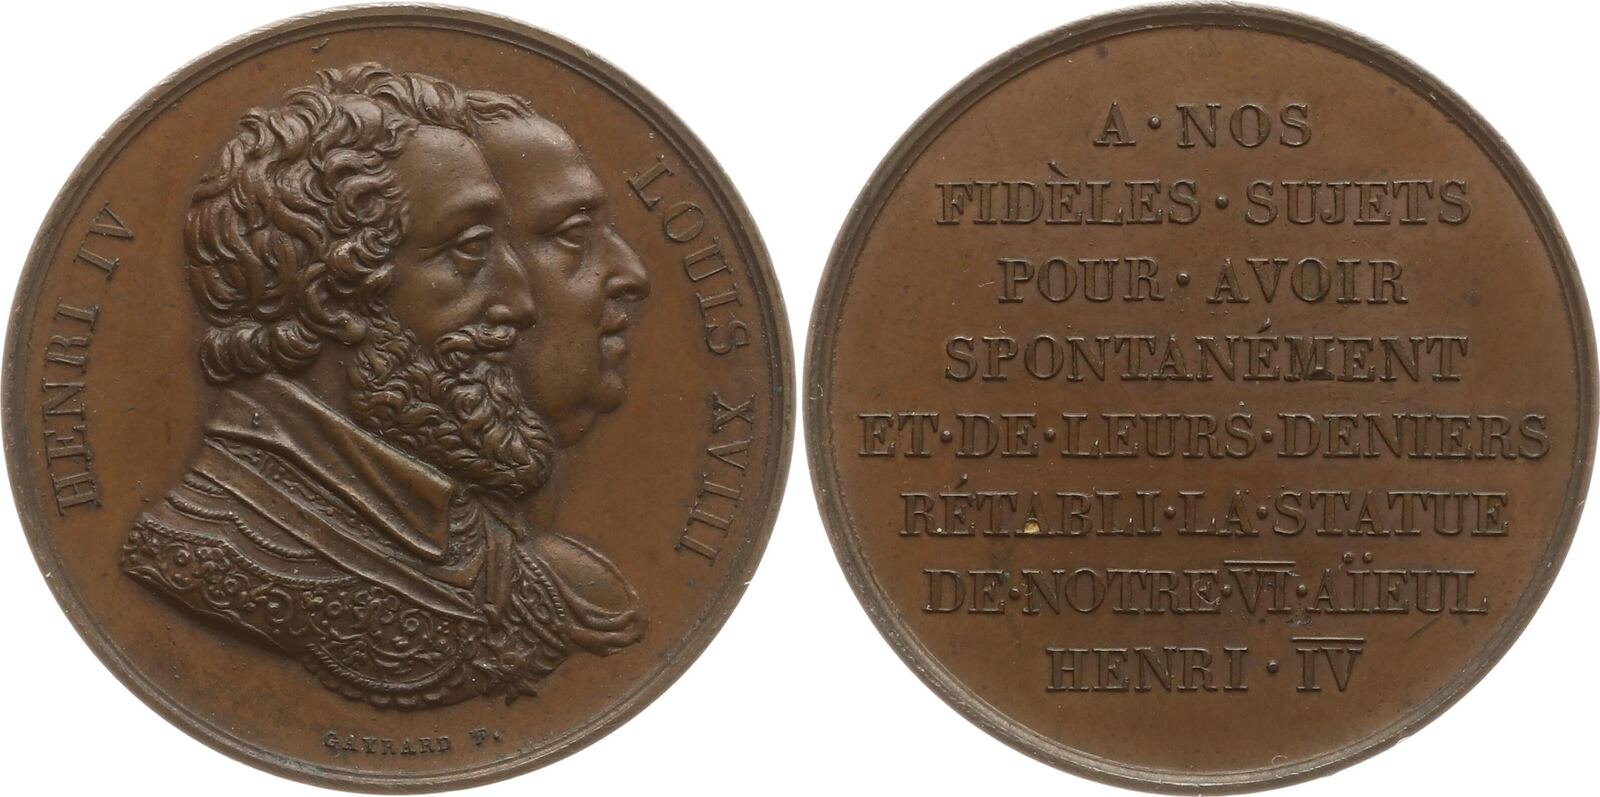 HENRI IV
LOUIS XVIII
GAYRARD F.
A · NOS
FIDÈLES · SUJETS
POUR · AVOIR
SPONTANÉMENT
ET · DE · LEURS · DENIERS
RÉTABLI · LA · STATUE
DE · NOTRE · VI · AÏEUL
HENRI · IV